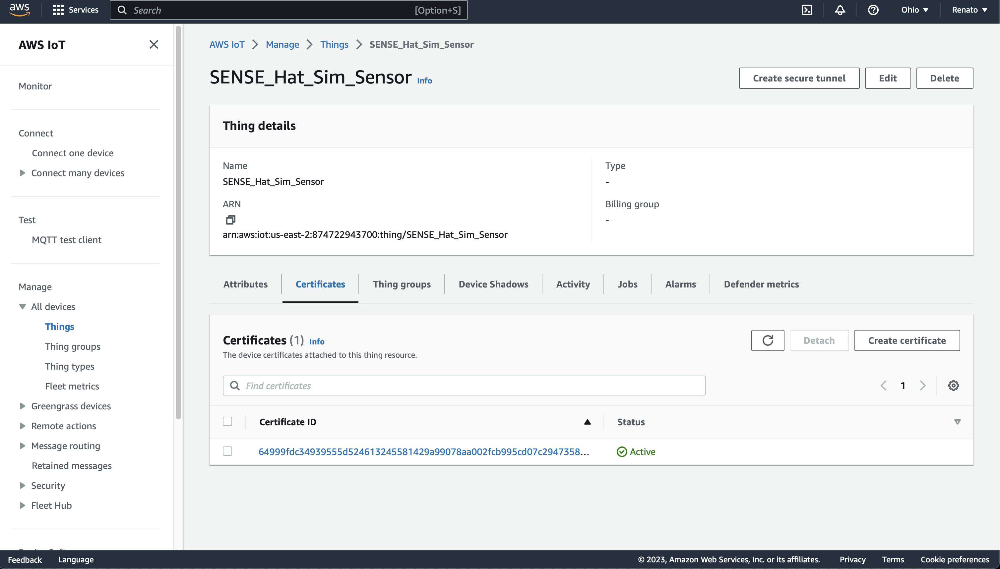 aws
Services
Search
[Option+S]
Ohio
Renato
AWS IoT
Monitor
Connect
Connect one device
Connect many devices
Test
MQTT test client
Manage
All devices
Things
Thing groups
Thing types
Fleet metrics
Greengrass devices
Remote actions
Message routing
Retained messages
Security
Fleet Hub
AWS IoT > Manage > Things > SENSE_Hat_Sim_Sensor
SENSE_Hat_Sim_Sensor Info
Create secure tunnel
Edit
Delete
Thing details
Name
SENSE_Hat_Sim_Sensor
ARN
arn:aws:iot:us-east-2:874722943700:thing/SENSE_Hat_Sim_Sensor
Type
-
Billing group
-
Attributes
Certificates
Thing groups
Device Shadows
Activity
Jobs
Alarms
Defender metrics
Certificates (1) Info
The device certificates attached to this thing resource.
Detach
Create certificate
Find certificates
1
Certificate ID
Status
64999fdc34939555d524613245581429a99078aa002fcb995cd07c2947358...
Active
Feedback
Language
© 2023, Amazon Web Services, Inc. or its affiliates.
Privacy
Terms
Cookie preferences